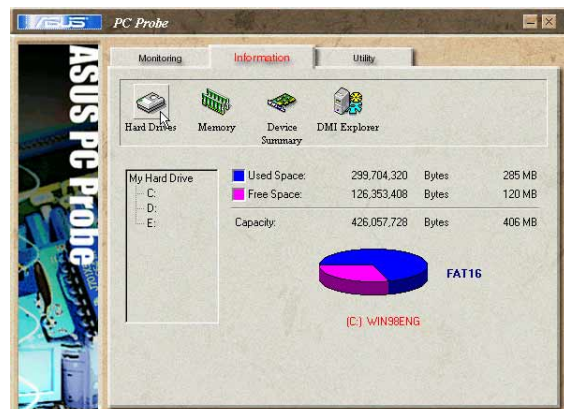 ASUS PC Probe
Monitoring Information Utility
Hard Drives Memory Device Summary DMI Explorer
ASUS PC Probe
My Hard Drive
C:
D:
E:
Used Space: 299,704,320 Bytes 285 MB
Free Space: 126,353,408 Bytes 120 MB
Capacity: 426,057,728 Bytes 406 MB
FAT16
(C:) WIN98ENG